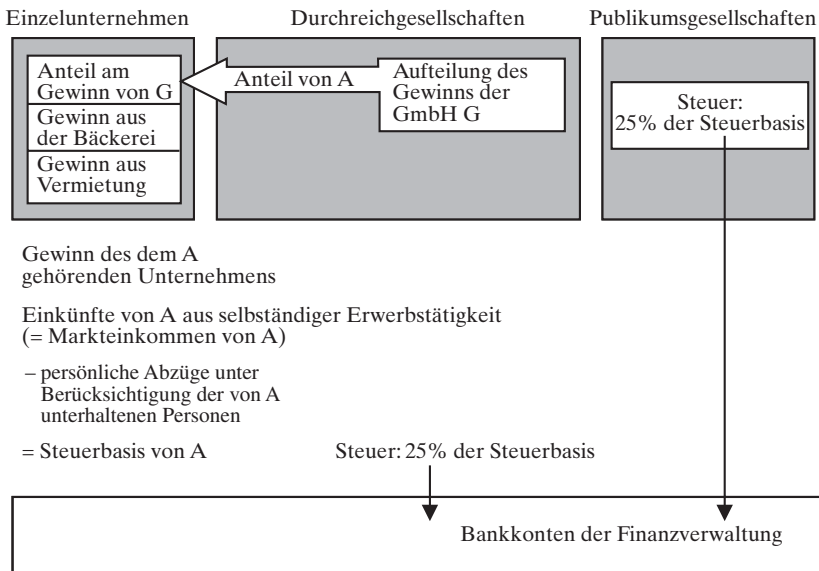 Einzelunternehmen
Durchreichgesellschaften
Publikumsgesellschaften
Anteil am
Gewinn von G
Gewinn aus
der Bäckerei
Gewinn aus
Vermietung
Anteil von A
Aufteilung des
Gewinns der
GmbH G
Steuer:
25% der Steuerbasis
Gewinn des dem A
gehörenden Unternehmens
Einkünfte von A aus selbständiger Erwerbstätigkeit
(= Markteinkommen von A)
– persönliche Abzüge unter
Berücksichtigung der von A
unterhaltenen Personen
= Steuerbasis von A
Steuer: 25% der Steuerbasis
Bankkonten der Finanzverwaltung